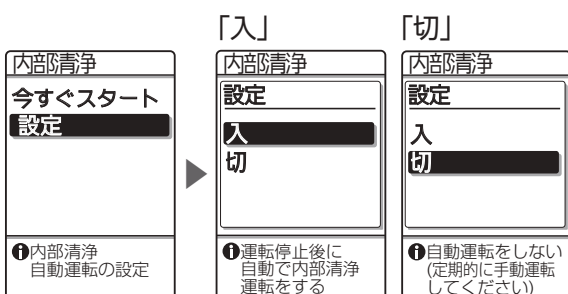 「入」
「切」
内部清浄
今すぐスタート
設定
❶内部清浄
自動運転の設定
内部清浄
設定
入
切
❶運転停止後に
自動で内部清浄
運転をする
内部清浄
設定
入
切
❶自動運転をしない
(定期的に手動運転
してください)